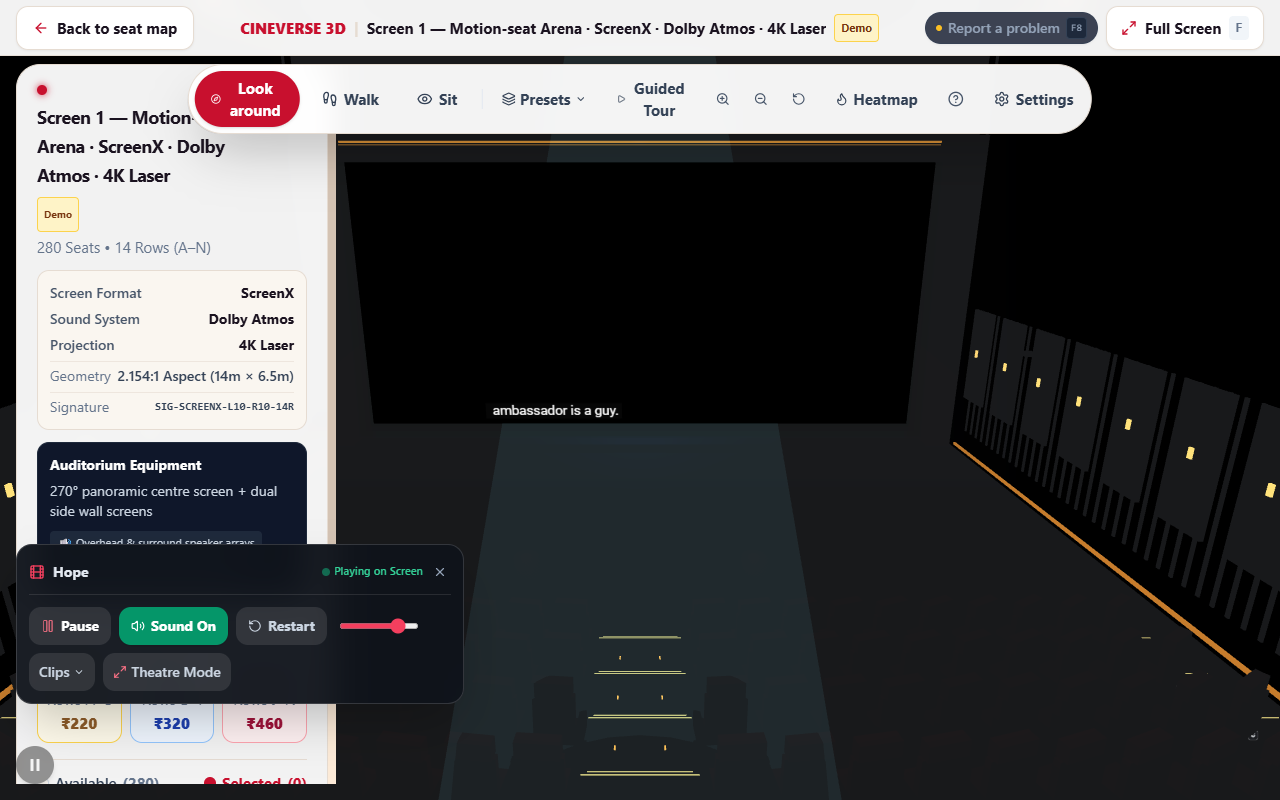 Back to seat map
CINEVERSE 3D
Screen 1 — Motion-seat Arena · ScreenX · Dolby Atmos · 4K Laser
Demo
Report a problem F8
Full Screen F
Look around
Walk
Sit
Presets
Guided Tour
Heatmap
Settings
Screen 1 — Motion-
Arena · ScreenX · Dolby
Atmos · 4K Laser
Demo
280 Seats • 14 Rows (A–N)
Screen Format ScreenX
Sound System Dolby Atmos
Projection 4K Laser
Geometry 2.154:1 Aspect (14m × 6.5m)
Signature SIG-SCREENX-L10-R10-14R
Auditorium Equipment
270° panoramic centre screen + dual
side wall screens
Overhead & surround speaker arrays
ambassador is a guy.
Hope
Playing on Screen
Pause
Sound On
Restart
Clips
Theatre Mode
₹220 ₹320 ₹460
Available (280) Selected (0)